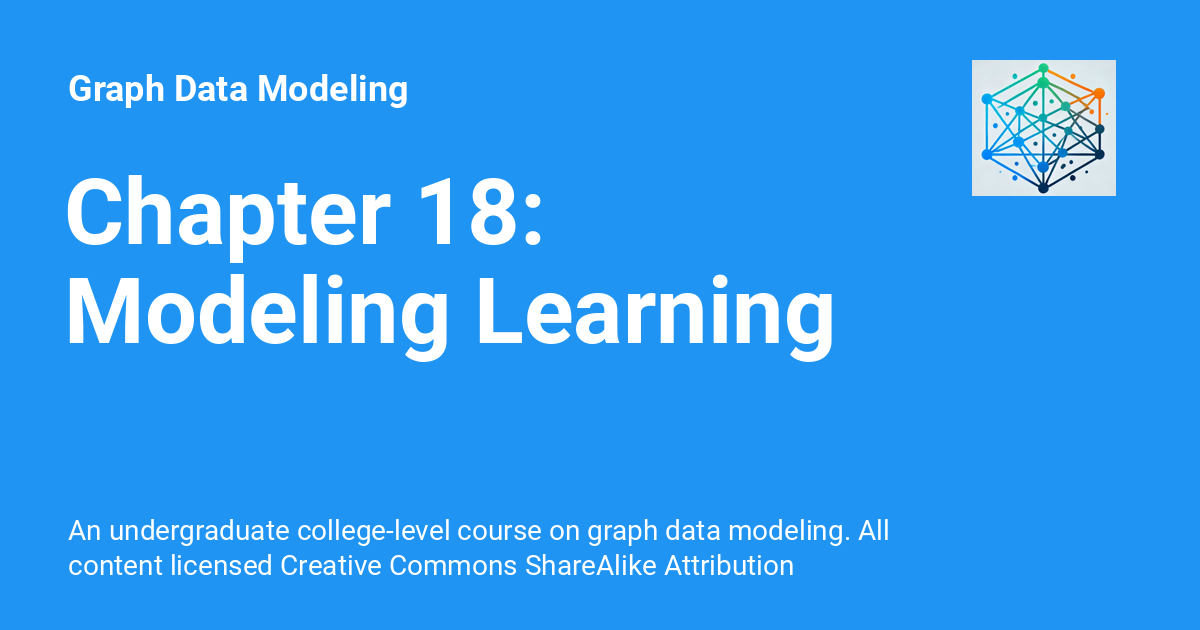 Graph Data Modeling
Chapter 18:
Modeling Learning
An undergraduate college-level course on graph data modeling. All
content licensed Creative Commons ShareAlike Attribution